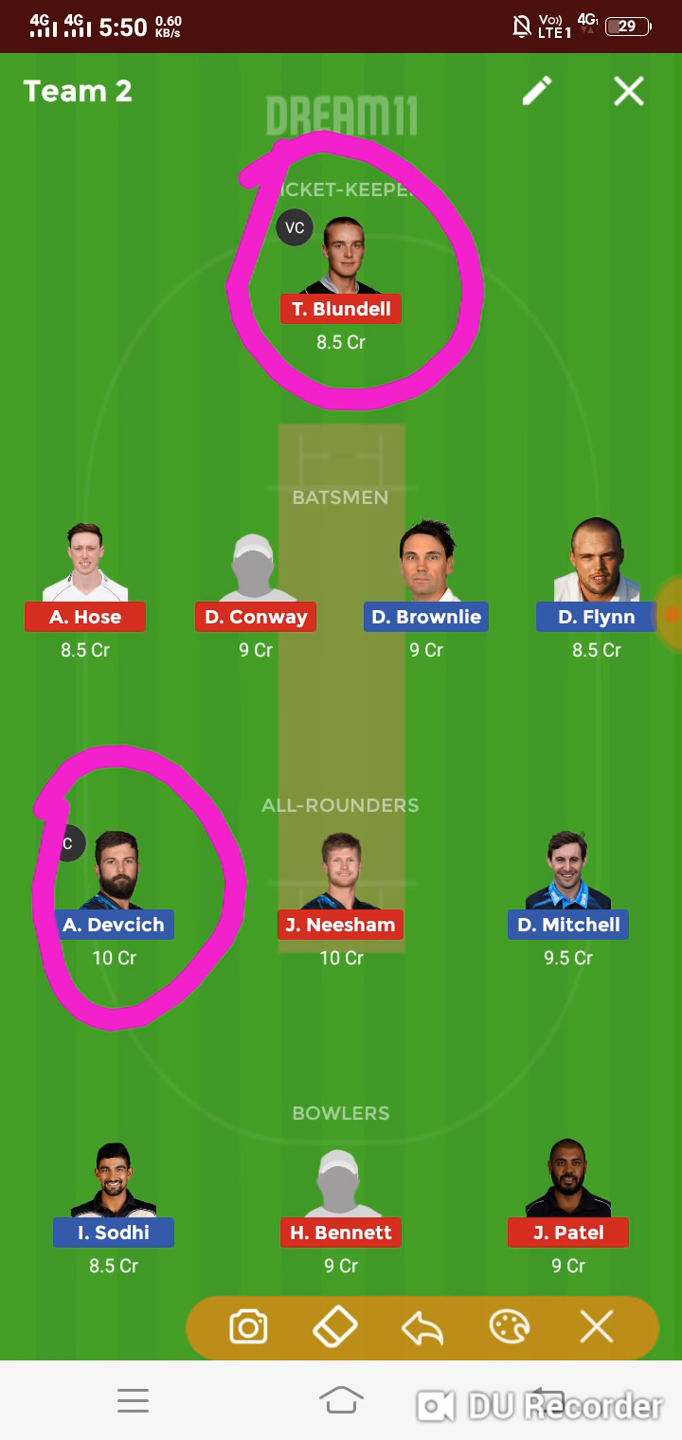 4G 4G 5:50 0.60 KB/s Vo)) LTE1 4G 29
Team 2
DREAM11
ICKET-KEEPE
VC
T. Blundell
8.5 Cr
BATSMEN
A. Hose D. Conway D. Brownlie D. Flynn
8.5 Cr 9 Cr 9 Cr 8.5 Cr
ALL-ROUNDERS
C
A. Devcich J. Neesham D. Mitchell
10 Cr 10 Cr 9.5 Cr
BOWLERS
I. Sodhi H. Bennett J. Patel
8.5 Cr 9 Cr 9 Cr
DU Recorder